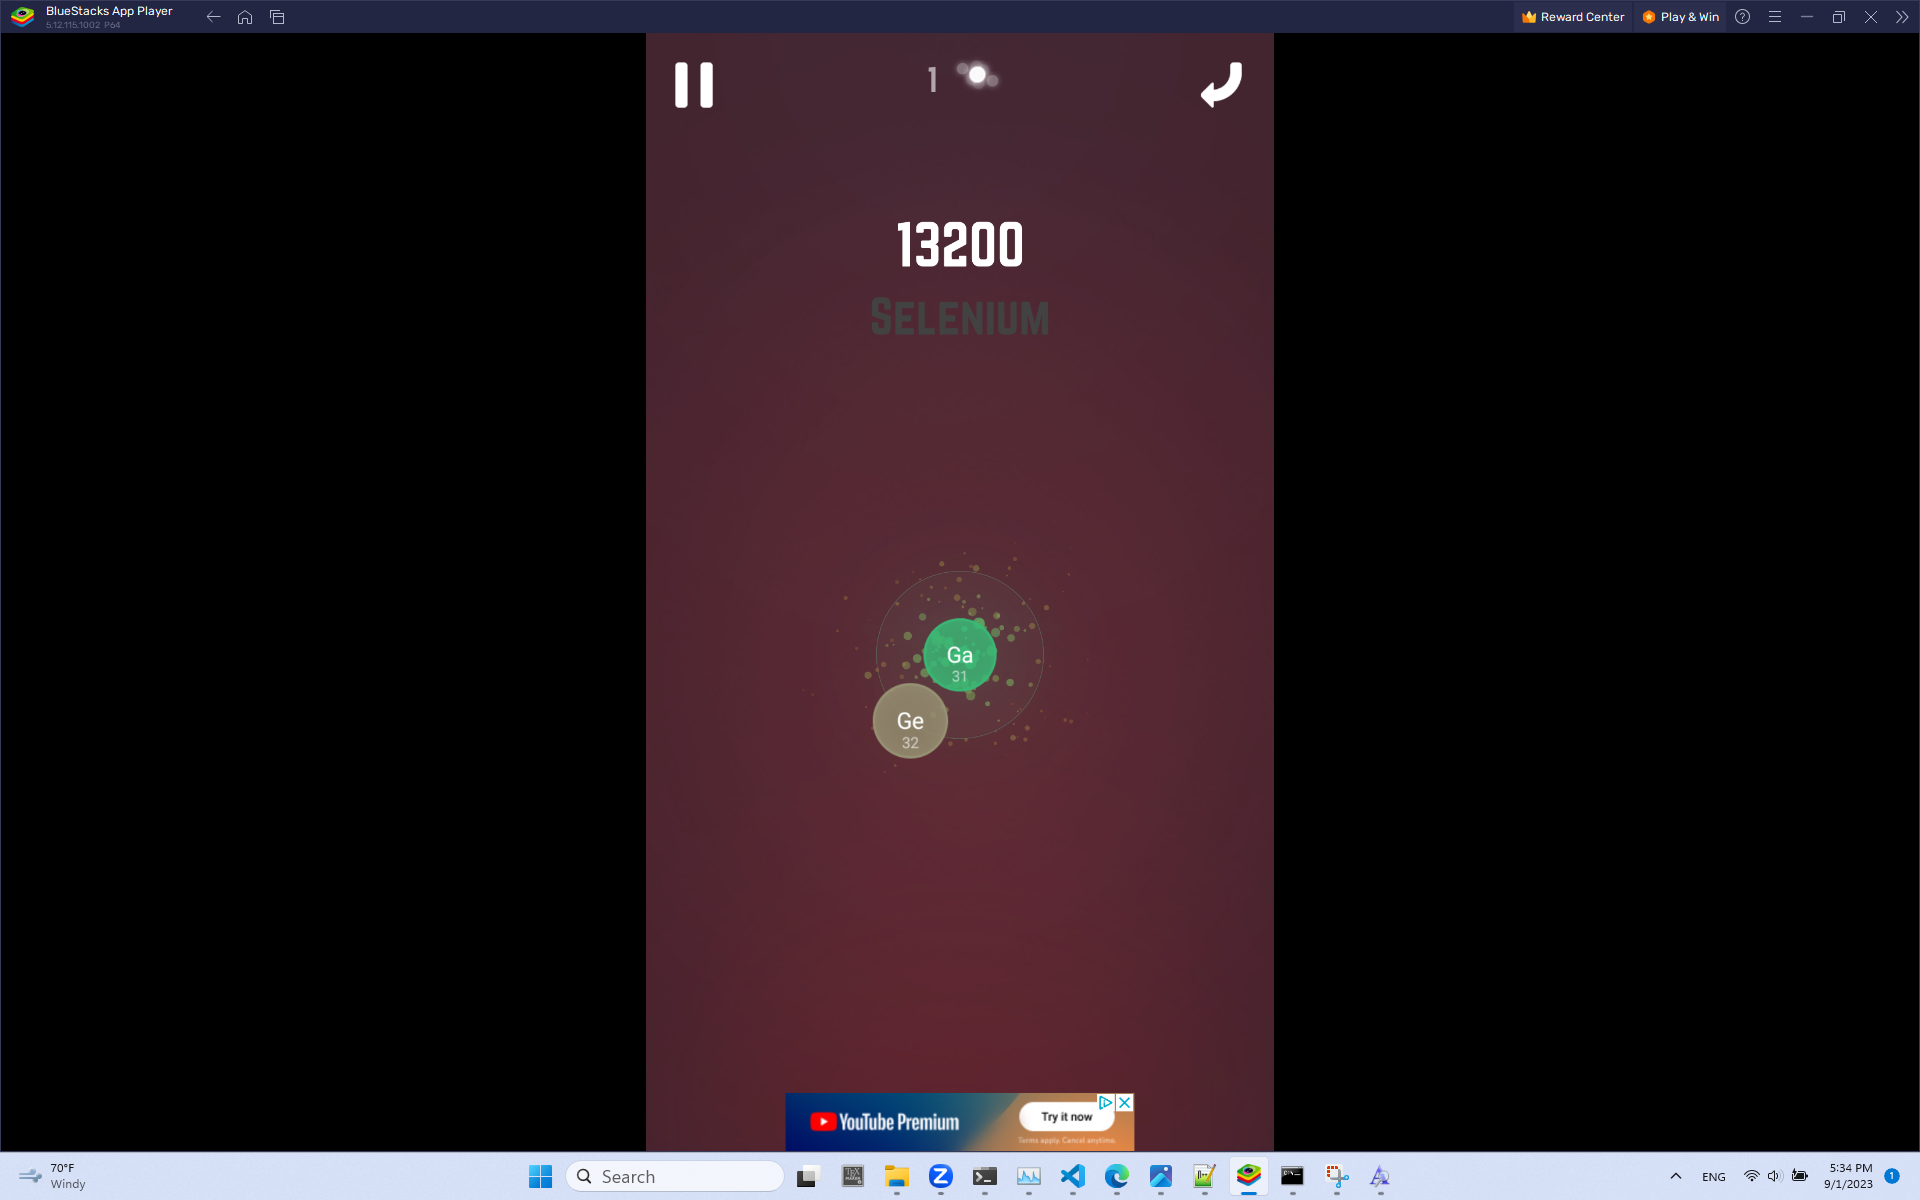 BlueStacks App Player
5.12.115.1002 P64
Reward Center
Play & Win
1
13200
SELENIUM
Ga
31
Ge
32
YouTube Premium
Try it now
Terms apply. Cancel anytime.
70°F
Windy
Search
ENG
5:34 PM
9/1/2023
1